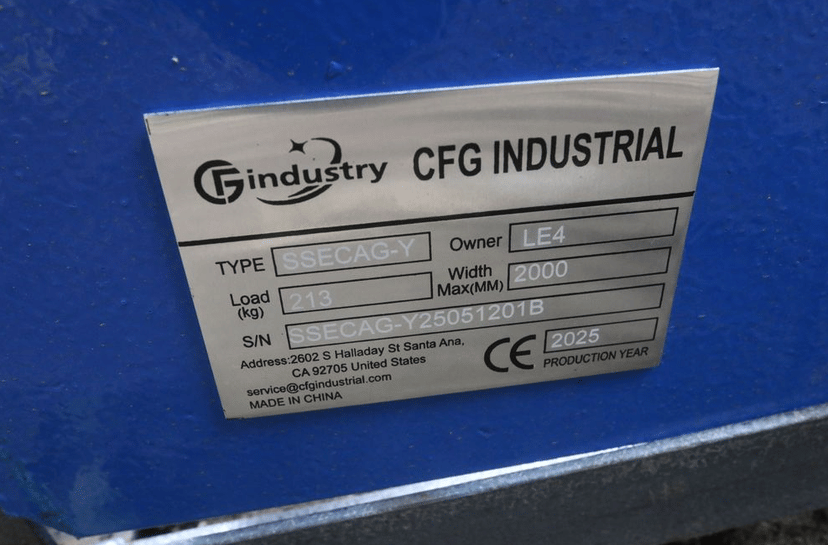 CFindustry CFG INDUSTRIAL
TYPE SSECAG-Y Owner LE4
Load (kg) 213 Width Max(MM) 2000
S/N SSECAG-Y25051201B
Address:2602 S Halladay St Santa Ana,
CA 92705 United States
service@cfgindustrial.com
MADE IN CHINA
CE 2025
PRODUCTION YEAR